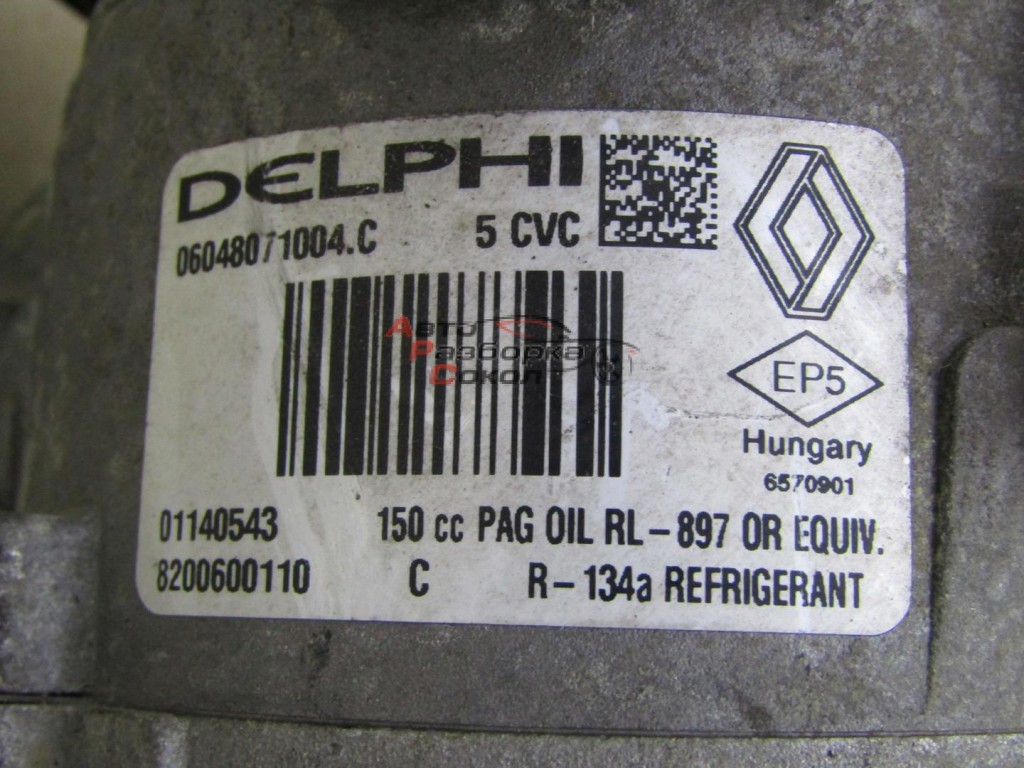 DELPHI
06048071004.C 5 CVC
Авто
Разборка
Сокол
EP5
Hungary
6570901
01140543 150 cc PAG OIL RL-897 OR EQUIV.
8200600110 C R-134a REFRIGERANT